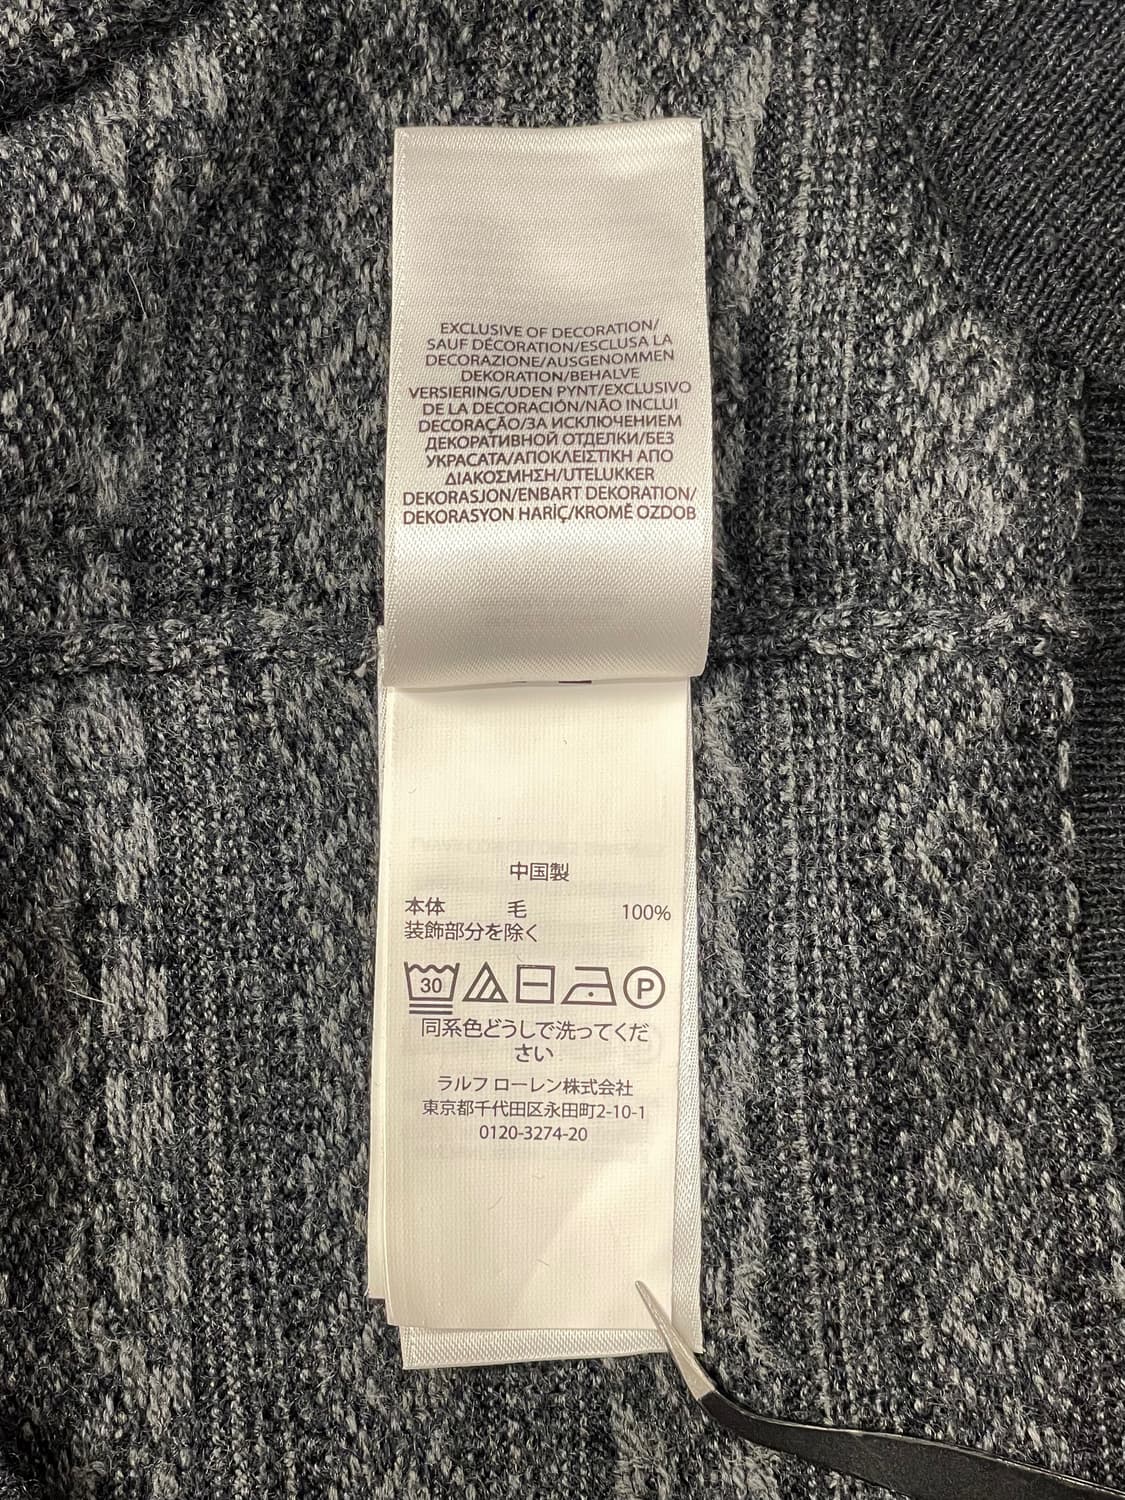 EXCLUSIVE OF DECORATION/
SAUF DÉCORATION/ESCLUSA LA
DECORAZIONE/AUSGENOMMEN
DEKORATION/BEHALVE
VERSIERING/UDEN PYNT/EXCLUSIVO
DE LA DECORACIÓN/NÃO INCLUI
DECORAÇÃO/ЗА ИСКЛЮЧЕНИЕМ
ДЕКОРАТИВНОЙ ОТДЕЛКИ/БЕЗ
УКРАСАТА/ΑΠΟΚΛΕΙΣΤΙΚΗ ΑΠΟ
ΔΙΑΚΟΣΜΗΣΗ/UTELUKKER
DEKORASJON/ENBART DEKORATION/
DEKORASYON HARİÇ/KROMĚ OZDOB
中国製
本体 毛 100%
装飾部分を除く
30 P
同系色どうしで洗ってくだ
さい
ラルフ ローレン株式会社
東京都千代田区永田町2-10-1
0120-3274-20